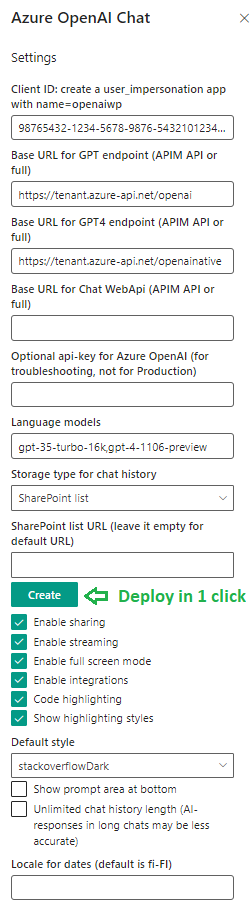 Azure OpenAI Chat
Settings
Client ID: create a user_impersonation app
with name=openaiwp
98765432-1234-5678-9876-5432101234...
Base URL for GPT endpoint (APIM API or
full)
https://tenant.azure-api.net/openai
Base URL for GPT4 endpoint (APIM API or
full)
https://tenant.azure-api.net/openainative
Base URL for Chat WebApi (APIM API or
full)
Optional api-key for Azure OpenAI (for
troubleshooting, not for Production)
Language models
gpt-35-turbo-16k,gpt-4-1106-preview
Storage type for chat history
SharePoint list
SharePoint list URL (leave it empty for
default URL)
Create
Deploy in 1 click
Enable sharing
Enable streaming
Enable full screen mode
Enable integrations
Code highlighting
Show highlighting styles
Default style
stackoverflowDark
Show prompt area at bottom
Unlimited chat history length (AI-
responses in long chats may be less
accurate)
Locale for dates (default is fi-FI)